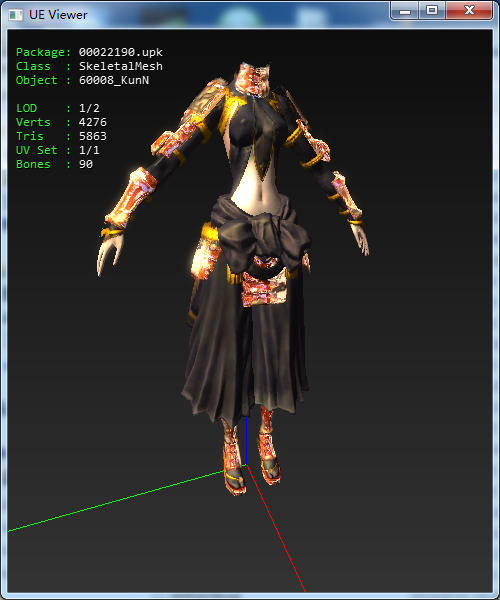 UE Viewer
Package: 00022190.upk
Class : SkeletalMesh
Object : 60008_KunN
LOD : 1/2
Verts : 4276
Tris : 5863
UV Set : 1/1
Bones : 90